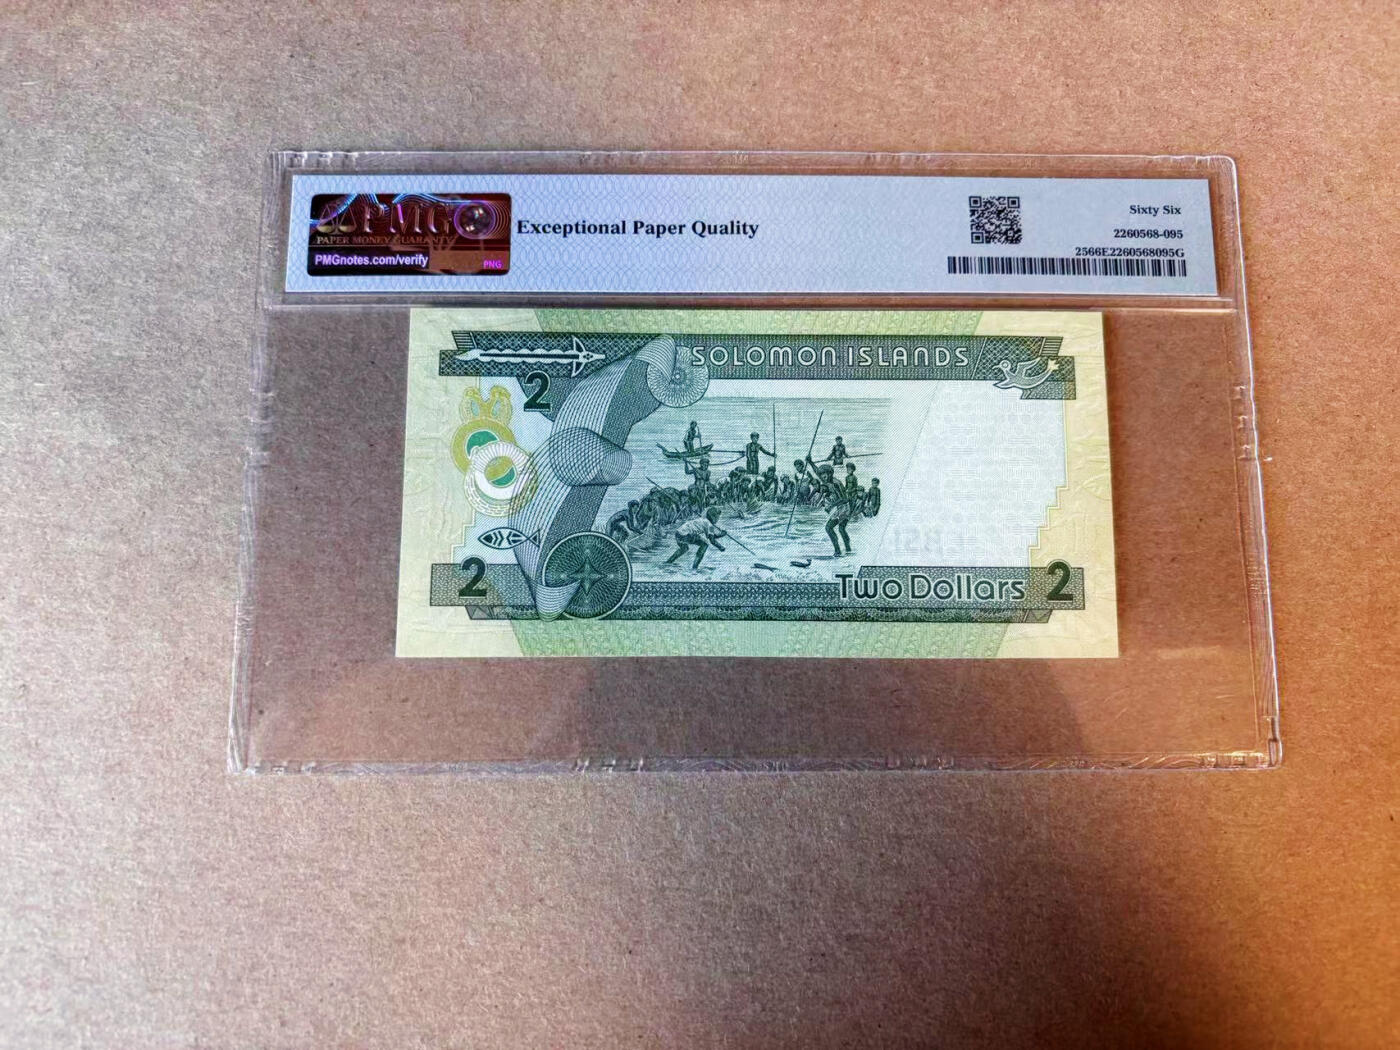 PMG
PAPER MONEY GUARANTY
PMGnotes.com/verify
PNG
Exceptional Paper Quality
Sixty Six
2260568-095
2566E2260568095G
SOLOMON ISLANDS
2
2
Two Dollars
2